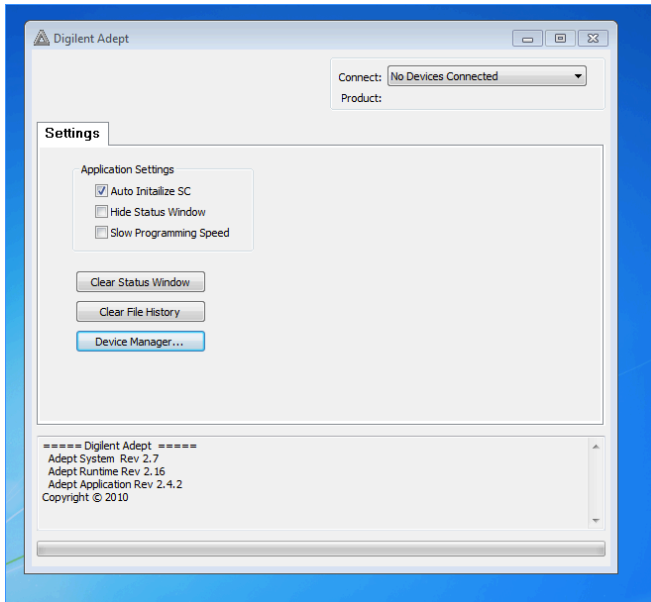 Digilent Adept
Connect: No Devices Connected
Product:
Settings
Application Settings
Auto Initailize SC
Hide Status Window
Slow Programming Speed
Clear Status Window
Clear File History
Device Manager...
===== Digilent Adept =====
Adept System Rev 2.7
Adept Runtime Rev 2.16
Adept Application Rev 2.4.2
Copyright © 2010